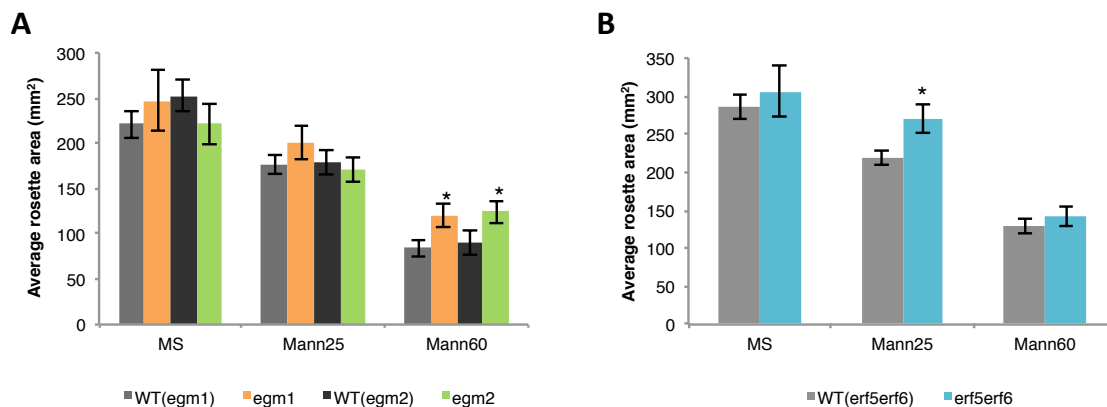 A
Average rosette area (mm²)
300
250
200
150
100
50
0
*
*
MS
Mann25
Mann60
WT(egm1)
egm1
WT(egm2)
egm2
B
Average rosette area (mm²)
350
300
250
200
150
100
50
0
*
MS
Mann25
Mann60
WT(erf5erf6)
erf5erf6